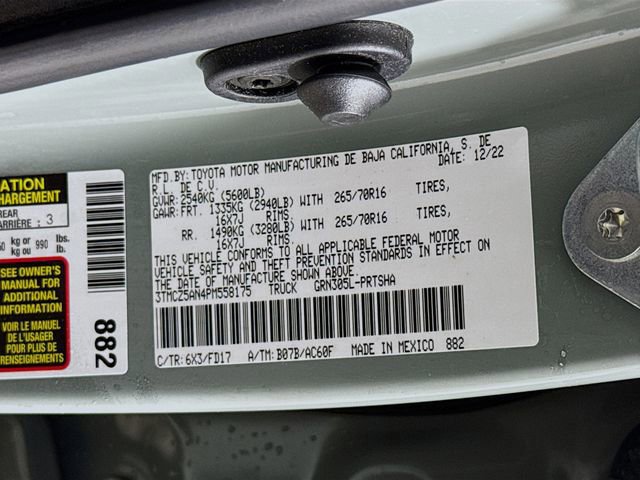 ATION
CHARGEMENT
REAR
ARRIÈRE : 3
kg or 990 lbs.
kg ou lb.
SEE OWNER'S
MANUAL FOR
ADDITIONAL
INFORMATION
VOIR LE MANUEL
DE L'USAGER
POUR PLUS DE
RENSEIGNEMENTS
882
MFD.BY:TOYOTA MOTOR MANUFACTURING DE BAJA CALIFORNIA, S. DE
R.L. DE C.V. DATE: 12/22
GVWR:2540KG (5600LB)
GAWR:FRT. 1335KG (2940LB) WITH 265/70R16 TIRES,
16X7J RIMS.
RR. 1490KG (3280LB) WITH 265/70R16 TIRES,
16X7J RIMS.
THIS VEHICLE CONFORMS TO ALL APPLICABLE FEDERAL MOTOR
VEHICLE SAFETY AND THEFT PREVENTION STANDARDS IN EFFECT ON
THE DATE OF MANUFACTURE SHOWN ABOVE.
3TMCZ5AN4PM558175 TRUCK GRN305L-PRTSHA
C/TR: 6X3/FD17 A/TM: B07B/AC60F MADE IN MEXICO 882